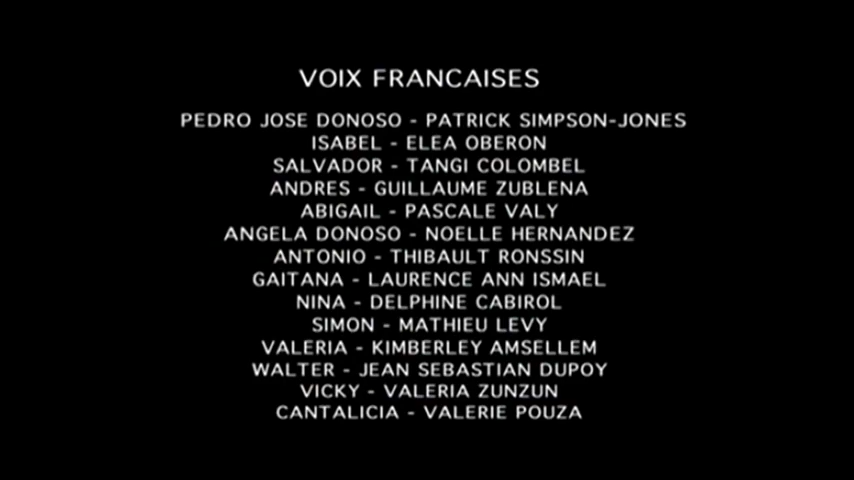 VOIX FRANCAISES
PEDRO JOSE DONOSO - PATRICK SIMPSON-JONES
ISABEL - ELEA OBERON
SALVADOR - TANGI COLOMBEL
ANDRES - GUILLAUME ZUBLENA
ABIGAIL - PASCALE VALY
ANGELA DONOSO - NOELLE HERNANDEZ
ANTONIO - THIBAULT RONSSIN
GAITANA - LAURENCE ANN ISMAEL
NINA - DELPHINE CABIROL
SIMON - MATHIEU LEVY
VALERIA - KIMBERLEY AMSELLEM
WALTER - JEAN SEBASTIAN DUPOY
VICKY - VALERIA ZUNZUN
CANTALICIA - VALERIE POUZA